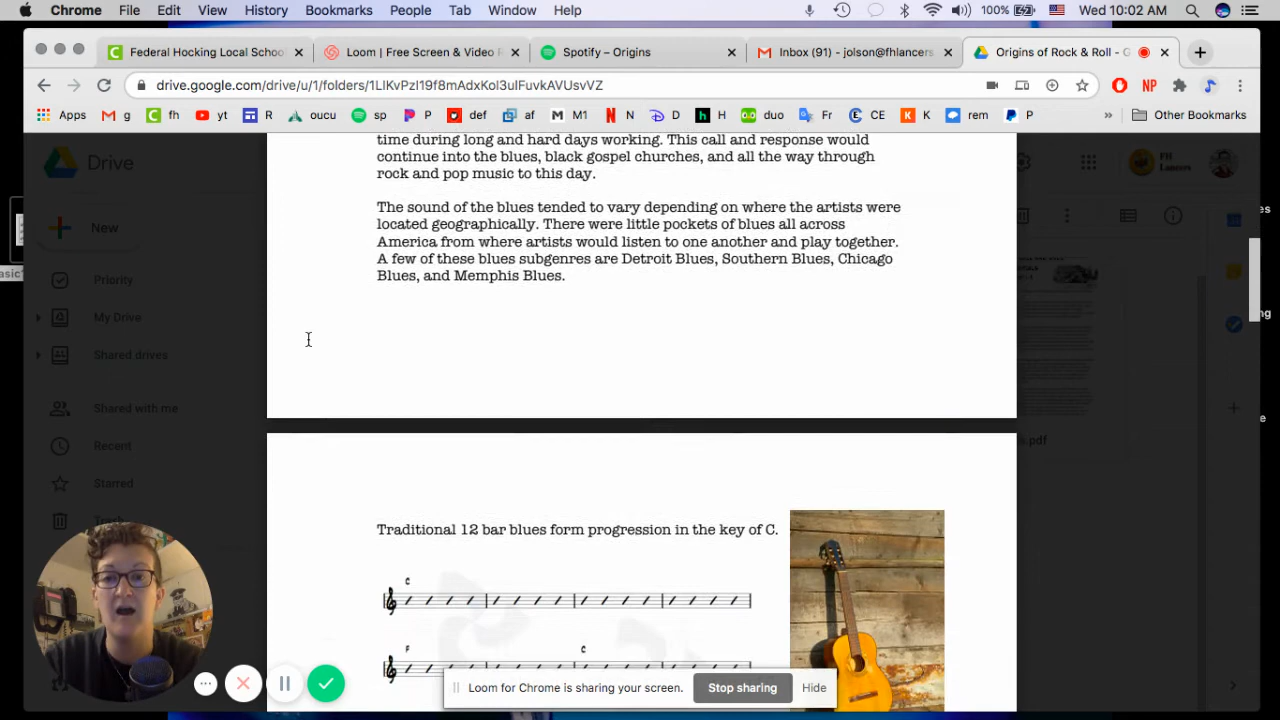 Chrome File Edit View History Bookmarks People Tab Window Help 100% Wed 10:02 AM
Federal Hocking Local School Loom | Free Screen & Video R Spotify – Origins Inbox (91) - jolson@fhlancers Origins of Rock & Roll - G
drive.google.com/drive/u/1/folders/ NP
Apps g fh yt R oucu sp P def af M1 N D H duo Fr CE K rem P » Other Bookmarks
time during long and hard days working. This call and response would
Drive continue into the blues, black gospel churches, and all the way through FH Lancers
rock and pop music to this day.
The sound of the blues tended to vary depending on where the artists were
New located geographically. There were little pockets of blues all across
America from where artists would listen to one another and play together.
A few of these blues subgenres are Detroit Blues, Southern Blues, Chicago
Blues, and Memphis Blues.
Priority
My Drive
Shared drives
Shared with me
Recent .pdf
Starred
Traditional 12 bar blues form progression in the key of C.
C
F C
Loom for Chrome is sharing your screen. Stop sharing Hide